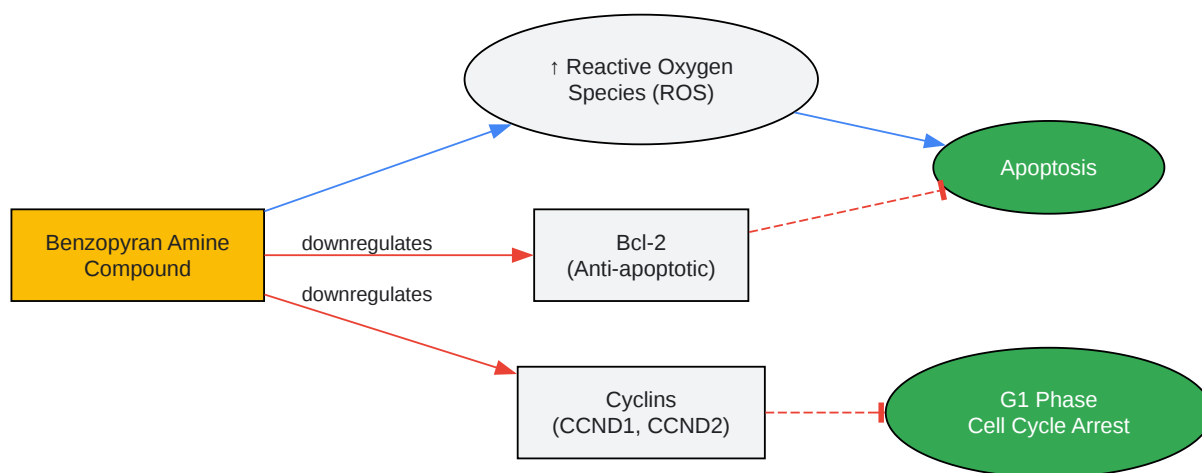 ↑ Reactive Oxygen
Species (ROS)
Apoptosis
Benzopyran Amine
Compound
downregulates
Bcl-2
(Anti-apoptotic)
downregulates
Cyclins
(CCND1, CCND2)
G1 Phase
Cell Cycle Arrest